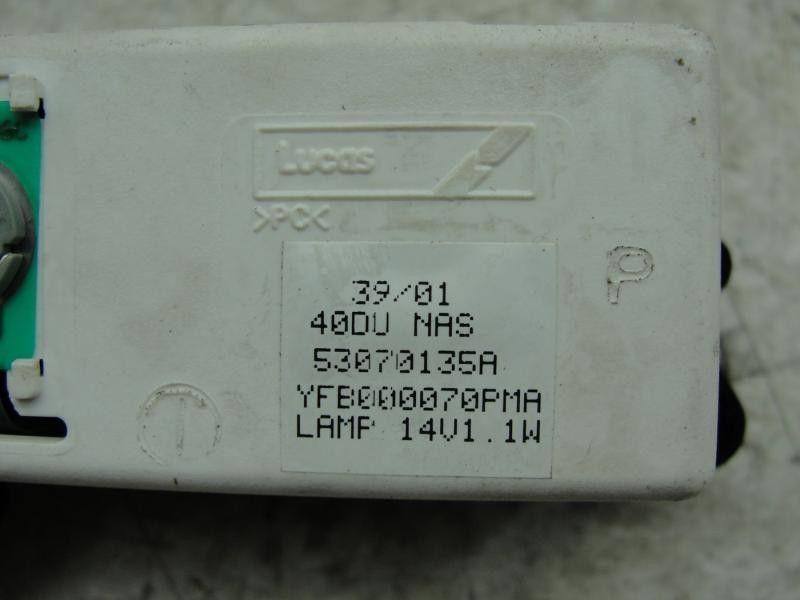 Lucas
>PC<
P
39/01
40DU NAS
53070135A
YFB000070PMA
LAMP 14V1.1W